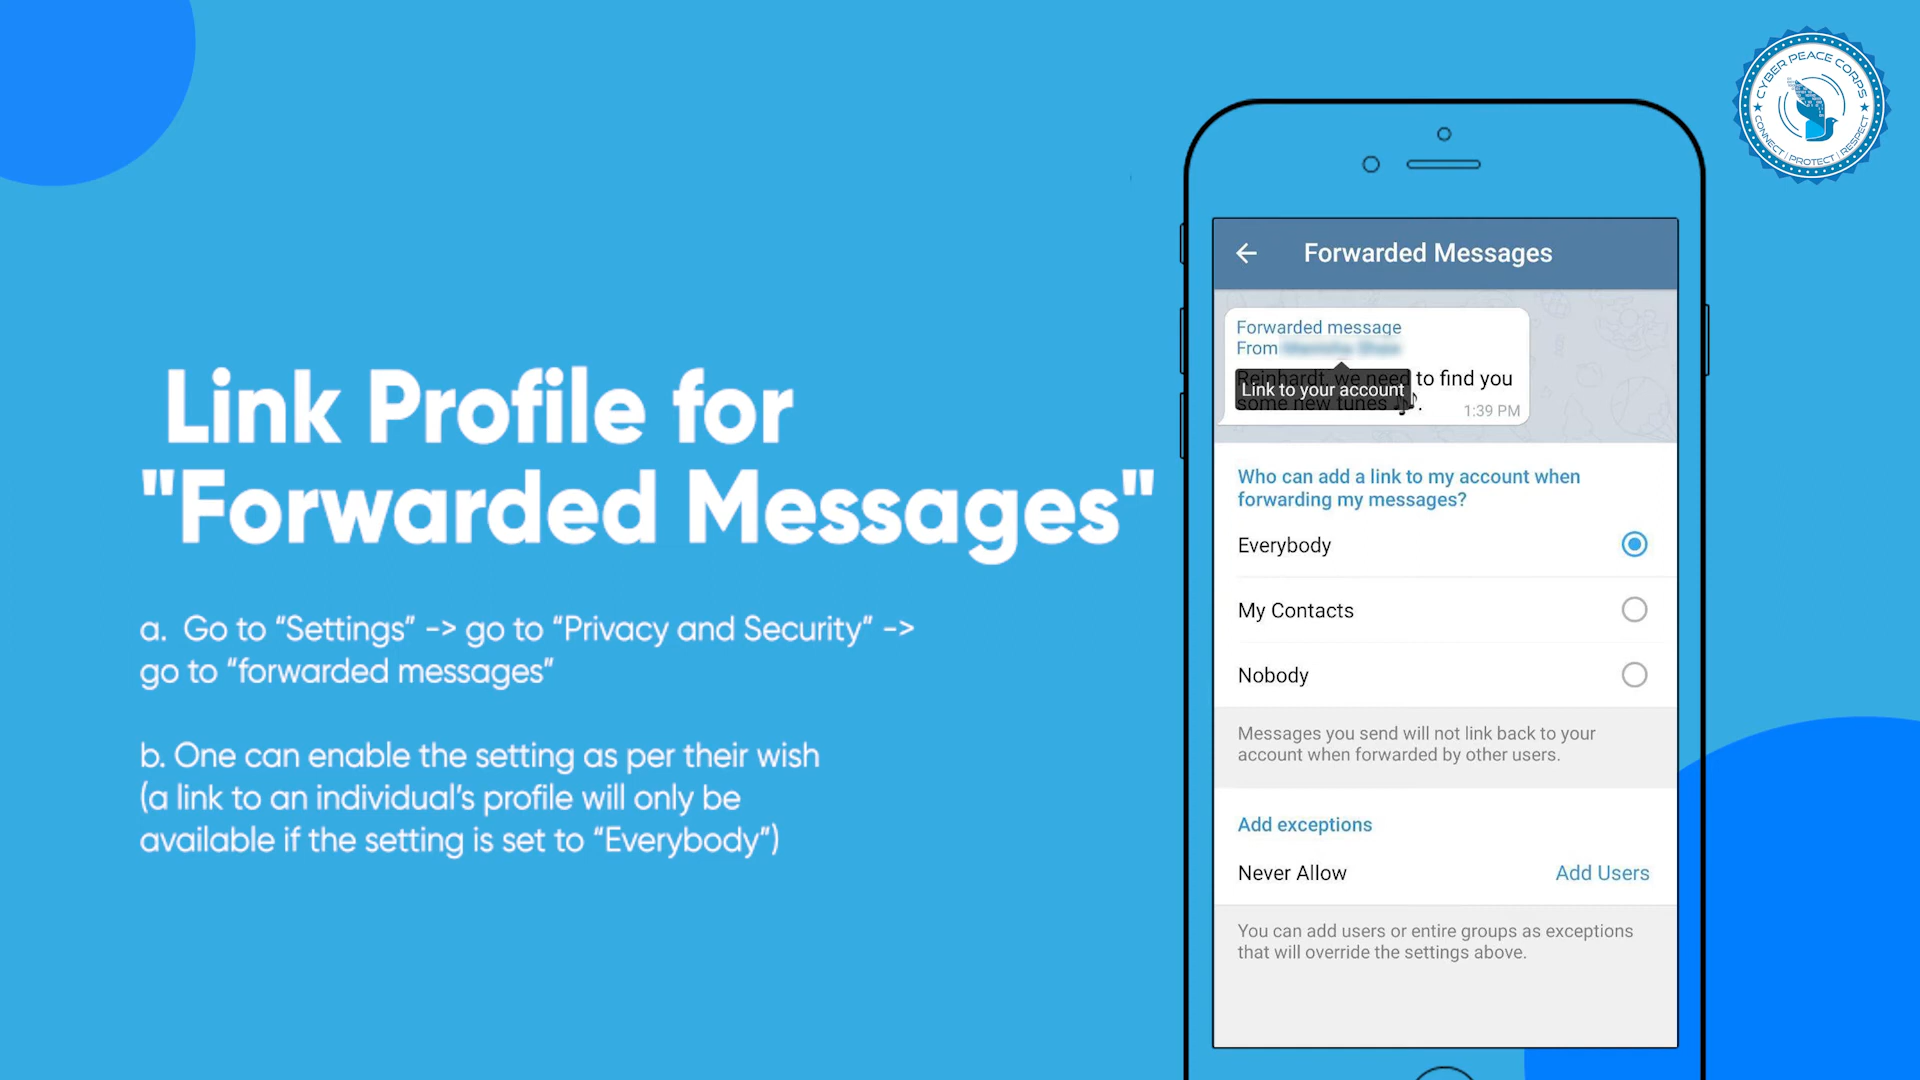 CYBER PEACE CORPS
CONNECT | PROTECT | RESPECT
Link Profile for
"Forwarded Messages"
a. Go to “Settings” -> go to “Privacy and Security” ->
go to “forwarded messages”
b. One can enable the setting as per their wish
(a link to an individual’s profile will only be
available if the setting is set to “Everybody”)
Forwarded Messages
Forwarded message
From
Reinhardt, we need to find you
Link to your account
some new tunes 🎶.
1:39 PM
Who can add a link to my account when
forwarding my messages?
Everybody
My Contacts
Nobody
Messages you send will not link back to your
account when forwarded by other users.
Add exceptions
Never Allow Add Users
You can add users or entire groups as exceptions
that will override the settings above.